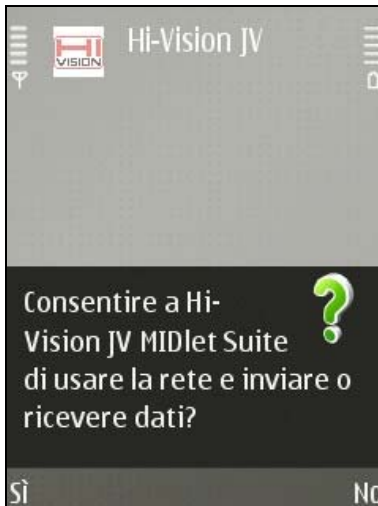 HI
VISION
Hi-Vision JV
Consentire a Hi-
Vision JV MIDlet Suite
di usare la rete e inviare o
ricevere dati?
Sì No